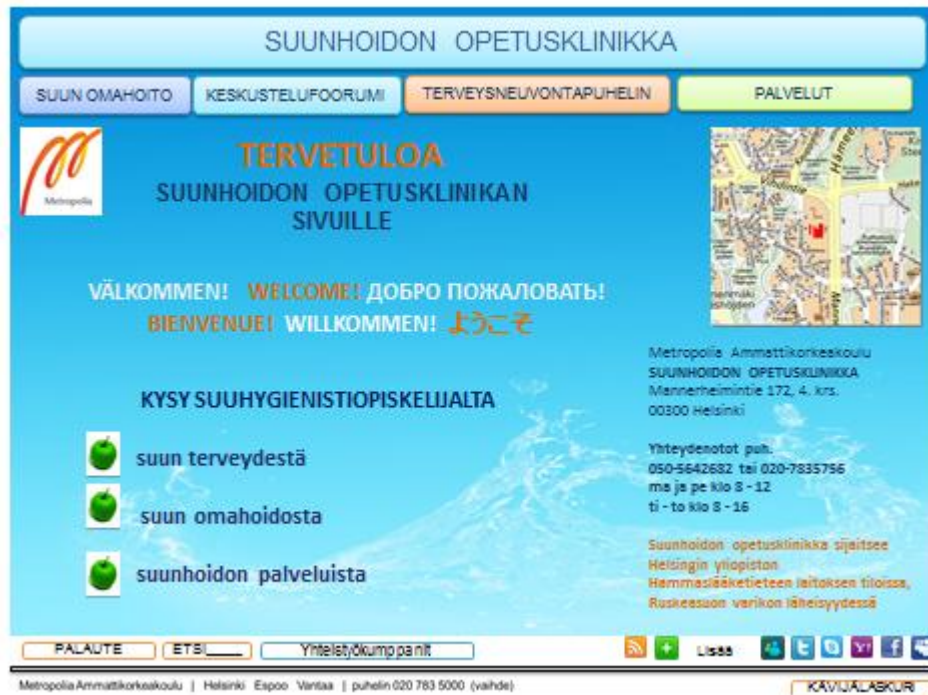 SUUNHOIDON OPETUSKLINIKKA
SUUN OMAHOITO KESKUSTELUFOORUMI TERVEYSNEUVONTAPUHELIN PALVELUT
Metropolia
TERVETULOA
SUUNHOIDON OPETUSKLINIKAN
SIVUILLE
VÄLKOMMEN! WELCOME! ДОБРО ПОЖАЛОВАТЬ!
BIENVENUE! WILLKOMMEN! ようこそ
KYSY SUUHYGIENISTIOPISKELIJALTA
suun terveydestä
suun omahoidosta
suunhoidon palveluista
Vihdintie
Metropolia Ammattikorkeakoulu
SUUNHOIDON OPETUSKLINIKKA
Mannerheimintie 172, 4. krs.
00300 Helsinki
Yhteydenotot puh.
050-5642682 tai 020-7835756
ma ja pe klo 8 - 12
ti - to klo 8 - 16
Suunhoidon opetusklinikka sijaitsee
Helsingin yliopiston
Hammaslääketieteen laitoksen tiloissa,
Ruskeasuon varikon läheisyydessä
PALAUTE ETSI____ Yhteistyökumppanit Lisää
Metropolia Ammattikorkeakoulu | Helsinki Espoo Vantaa | puhelin 020 783 5000 (vaihde)
KÄVIJÄLASKURI